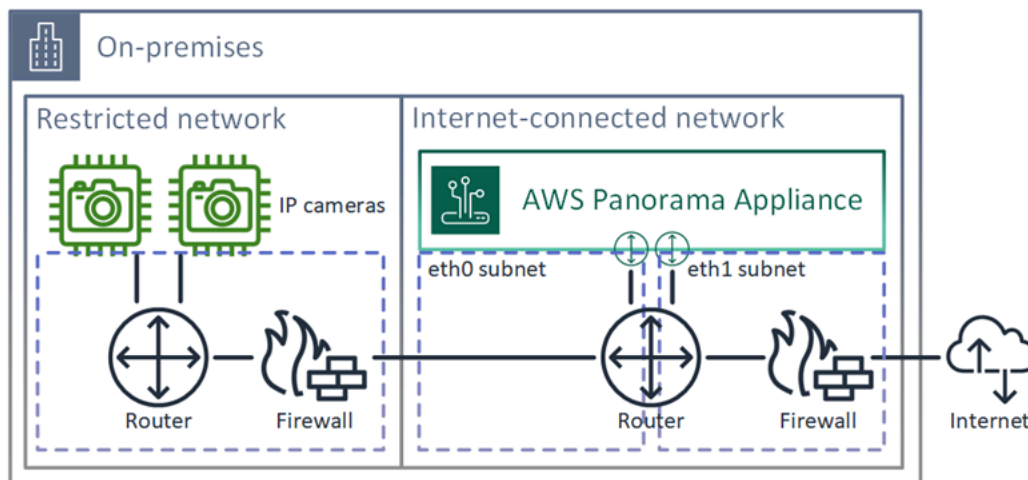 On-premises
Restricted network
Internet-connected network
IP cameras
AWS Panorama Appliance
eth0 subnet
eth1 subnet
Router
Firewall
Router
Firewall
Internet